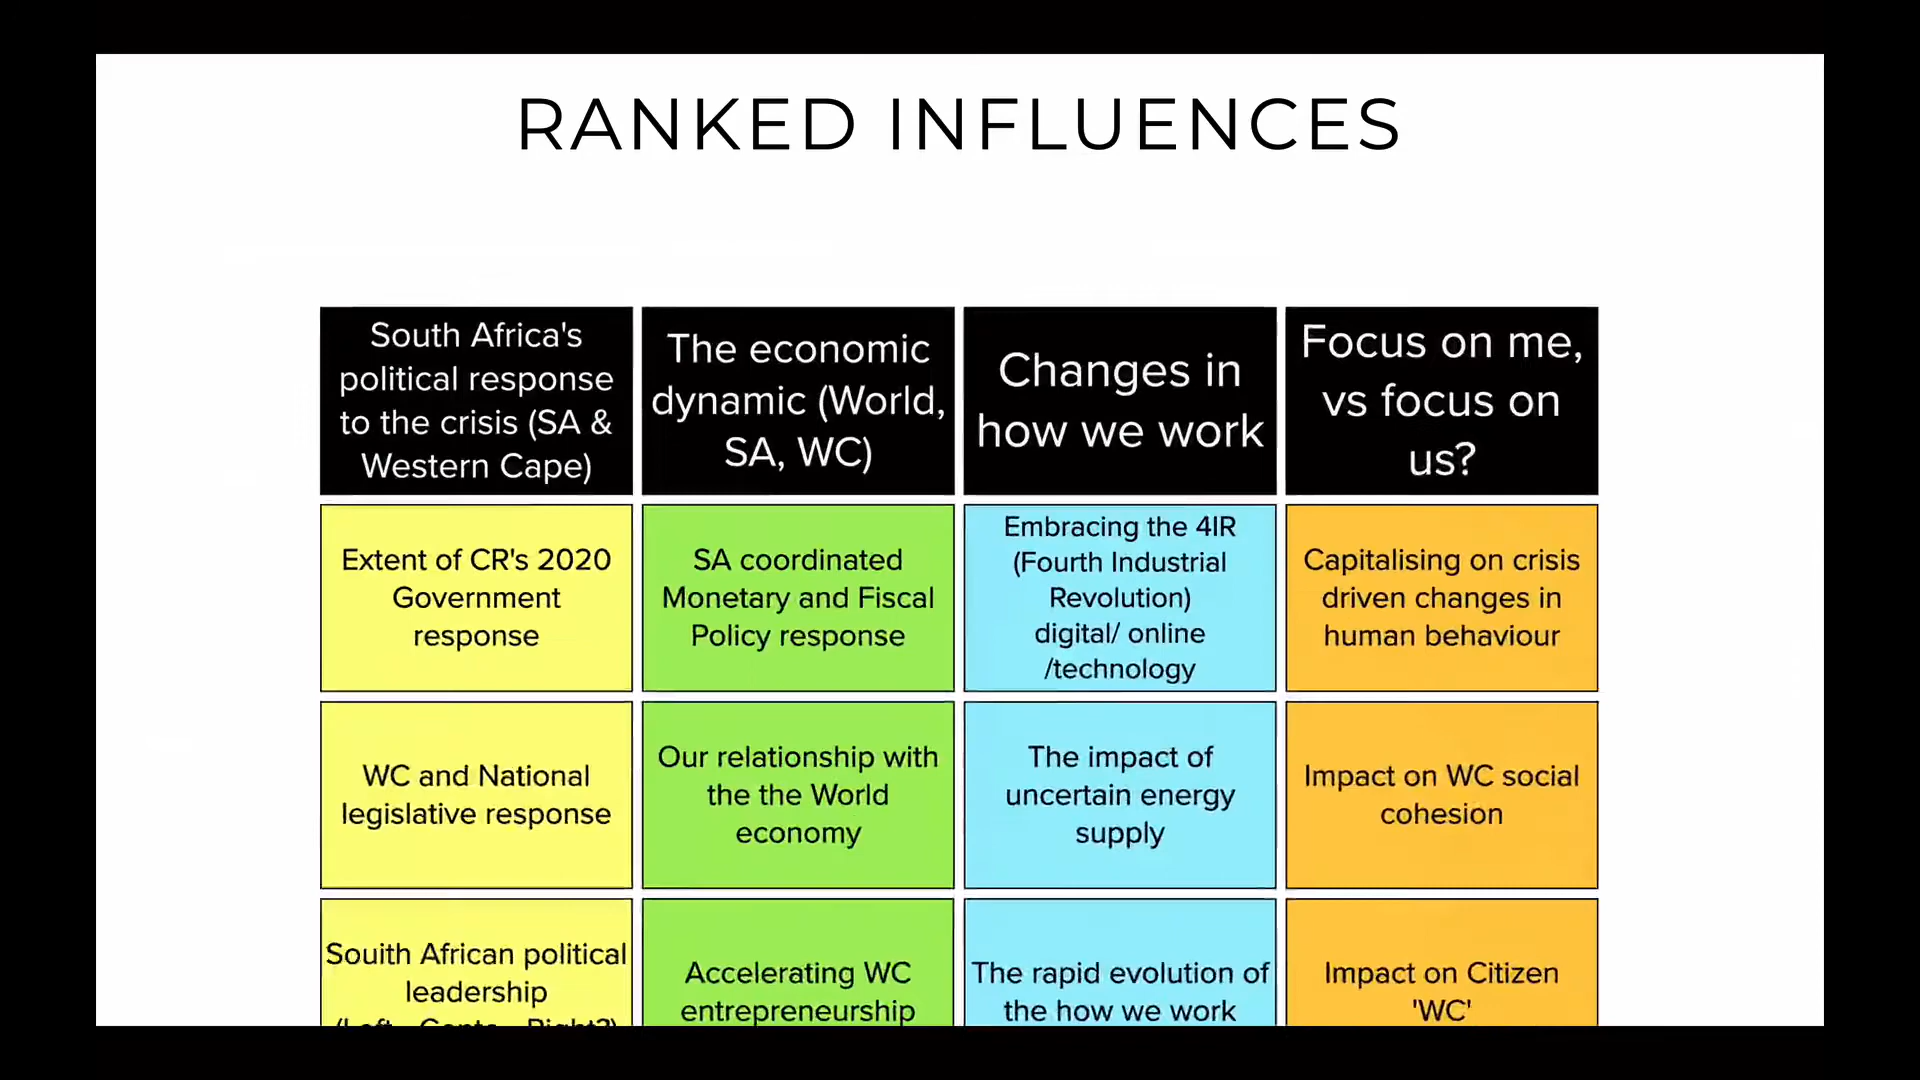 RANKED INFLUENCES
South Africa's
political response
to the crisis (SA &
Western Cape)
The economic
dynamic (World,
SA, WC)
Changes in
how we work
Focus on me,
vs focus on
us?
Extent of CR's 2020
Government
response
SA coordinated
Monetary and Fiscal
Policy response
Embracing the 4IR
(Fourth Industrial
Revolution)
digital/ online
/technology
Capitalising on crisis
driven changes in
human behaviour
WC and National
legislative response
Our relationship with
the the World
economy
The impact of
uncertain energy
supply
Impact on WC social
cohesion
Souith African political
leadership
Accelerating WC
entrepreneurship
The rapid evolution of
the how we work
Impact on Citizen
'WC'